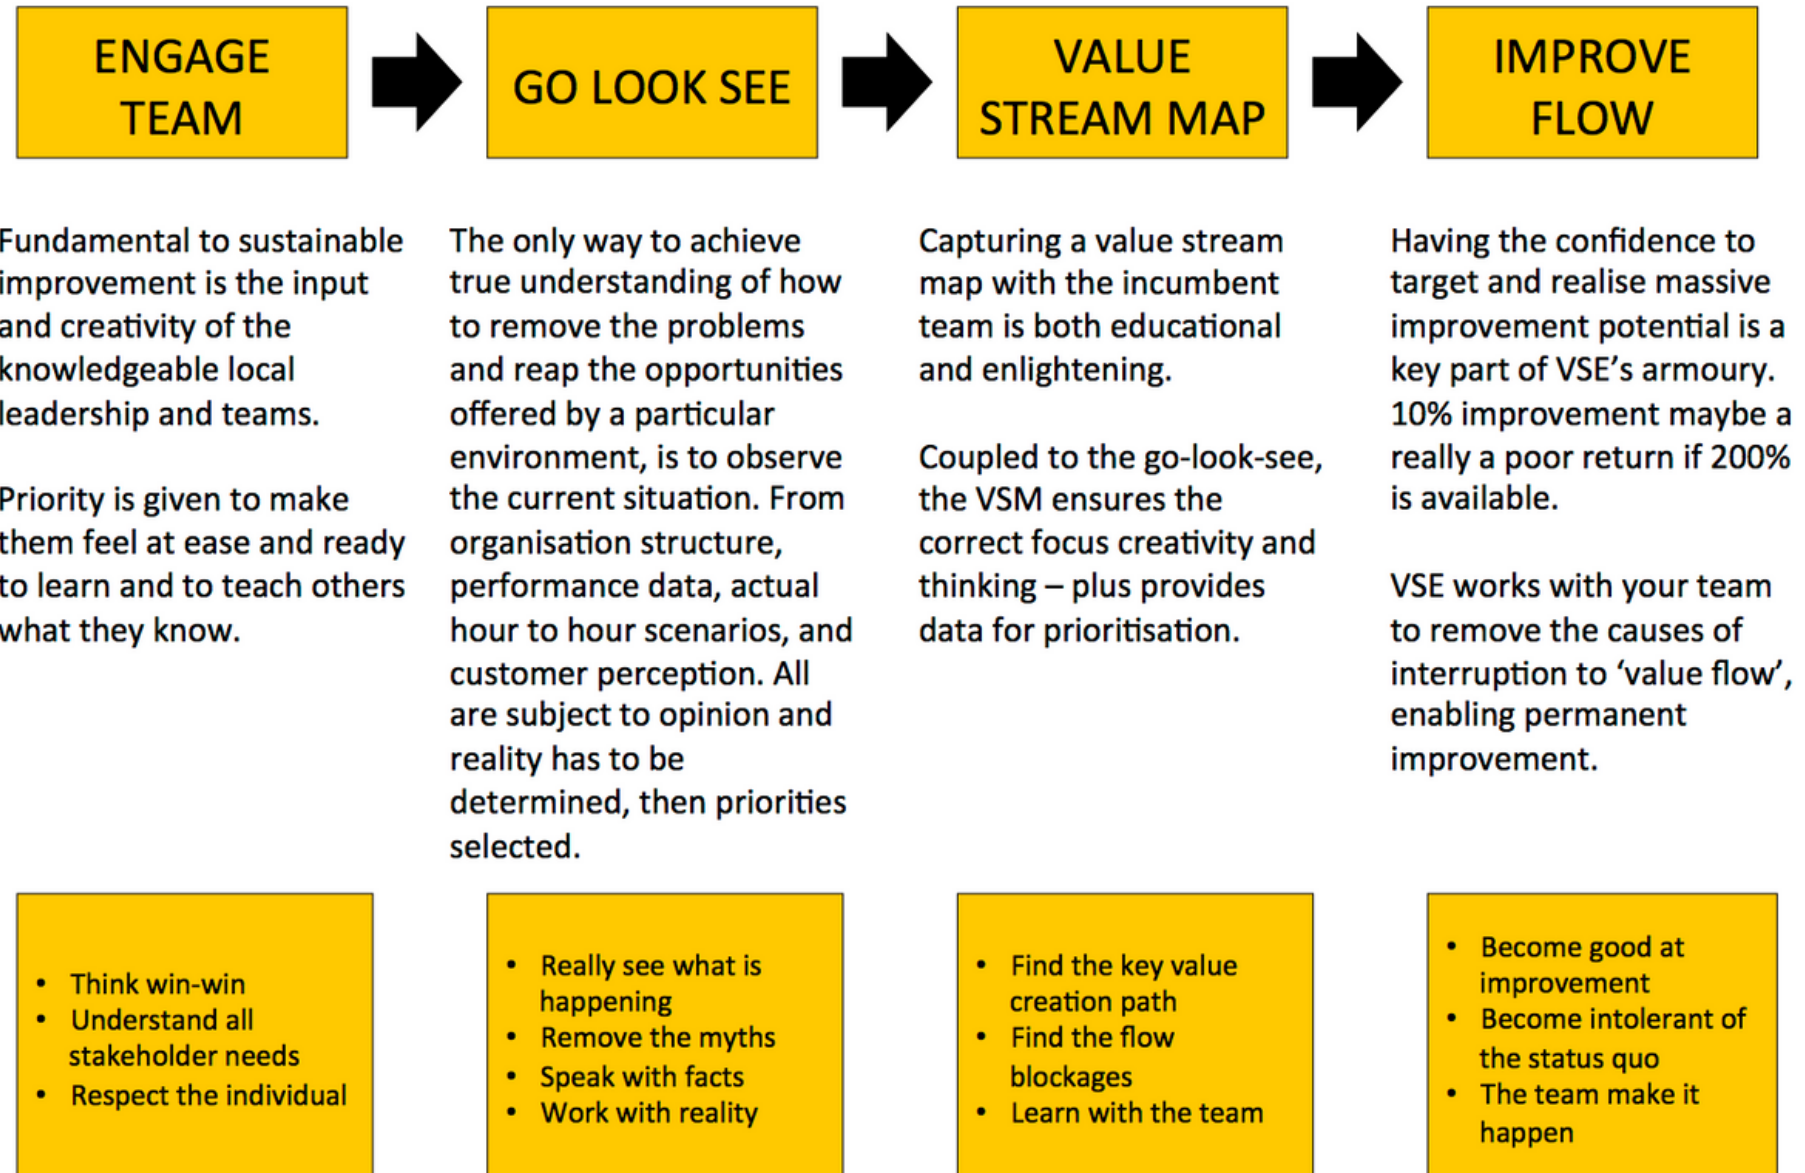 ENGAGE
TEAM
GO LOOK SEE
VALUE
STREAM MAP
IMPROVE
FLOW
Fundamental to sustainable
improvement is the input
and creativity of the
knowledgeable local
leadership and teams.
Priority is given to make
them feel at ease and ready
to learn and to teach others
what they know.
The only way to achieve
true understanding of how
to remove the problems
and reap the opportunities
offered by a particular
environment, is to observe
the current situation. From
organisation structure,
performance data, actual
hour to hour scenarios, and
customer perception. All
are subject to opinion and
reality has to be
determined, then priorities
selected.
Capturing a value stream
map with the incumbent
team is both educational
and enlightening.
Coupled to the go-look-see,
the VSM ensures the
correct focus creativity and
thinking – plus provides
data for prioritisation.
Having the confidence to
target and realise massive
improvement potential is a
key part of VSE’s armoury.
10% improvement maybe a
really a poor return if 200%
is available.
VSE works with your team
to remove the causes of
interruption to ‘value flow’,
enabling permanent
improvement.
• Think win-win
• Understand all
stakeholder needs
• Respect the individual
• Really see what is
happening
• Remove the myths
• Speak with facts
• Work with reality
• Find the key value
creation path
• Find the flow
blockages
• Learn with the team
• Become good at
improvement
• Become intolerant of
the status quo
• The team make it
happen